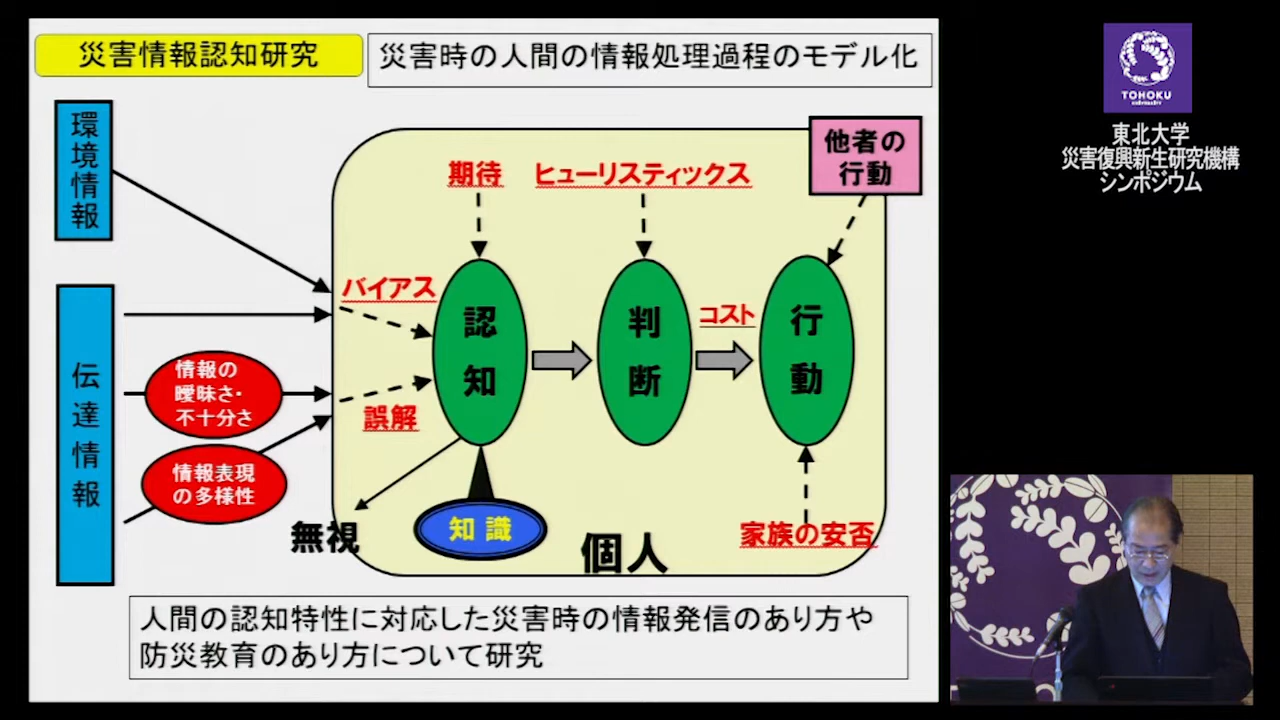 災害情報認知研究
災害時の人間の情報処理過程のモデル化
環境情報
伝達情報
情報の
曖昧さ・
不十分さ
情報表現
の多様性
バイアス
誤解
無視
期待
認知
知識
ヒューリスティックス
判断
コスト
他者の
行動
行動
家族の安否
個人
人間の認知特性に対応した災害時の情報発信のあり方や
防災教育のあり方について研究
TOHOKU
東北大学
災害復興新生研究機構
シンポジウム